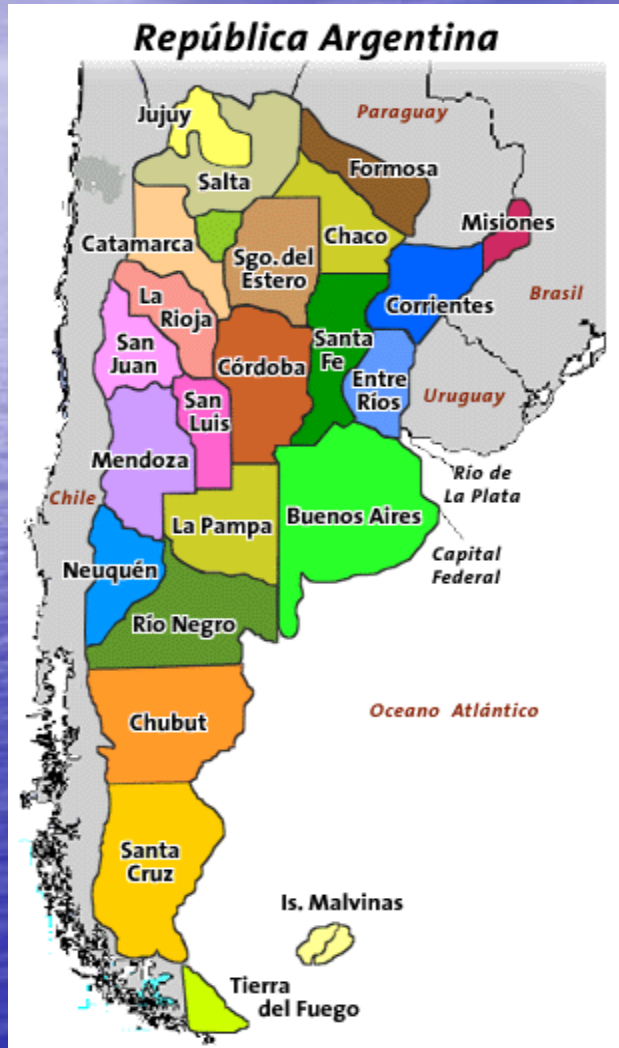 República Argentina
Jujuy
Paraguay
Formosa
Salta
Misiones
Chaco
Catamarca
Sgo. del
Estero
La
Rioja
Brasil
Corrientes
San
Juan
Santa
Fe
Córdoba
Entre
Ríos
San
Luis
Uruguay
Mendoza
Río de
La Plata
Chile
Buenos Aires
La Pampa
Capital
Federal
Neuquén
Río Negro
Chubut
Oceano Atlántico
Santa
Cruz
Is. Malvinas
Tierra
del Fuego